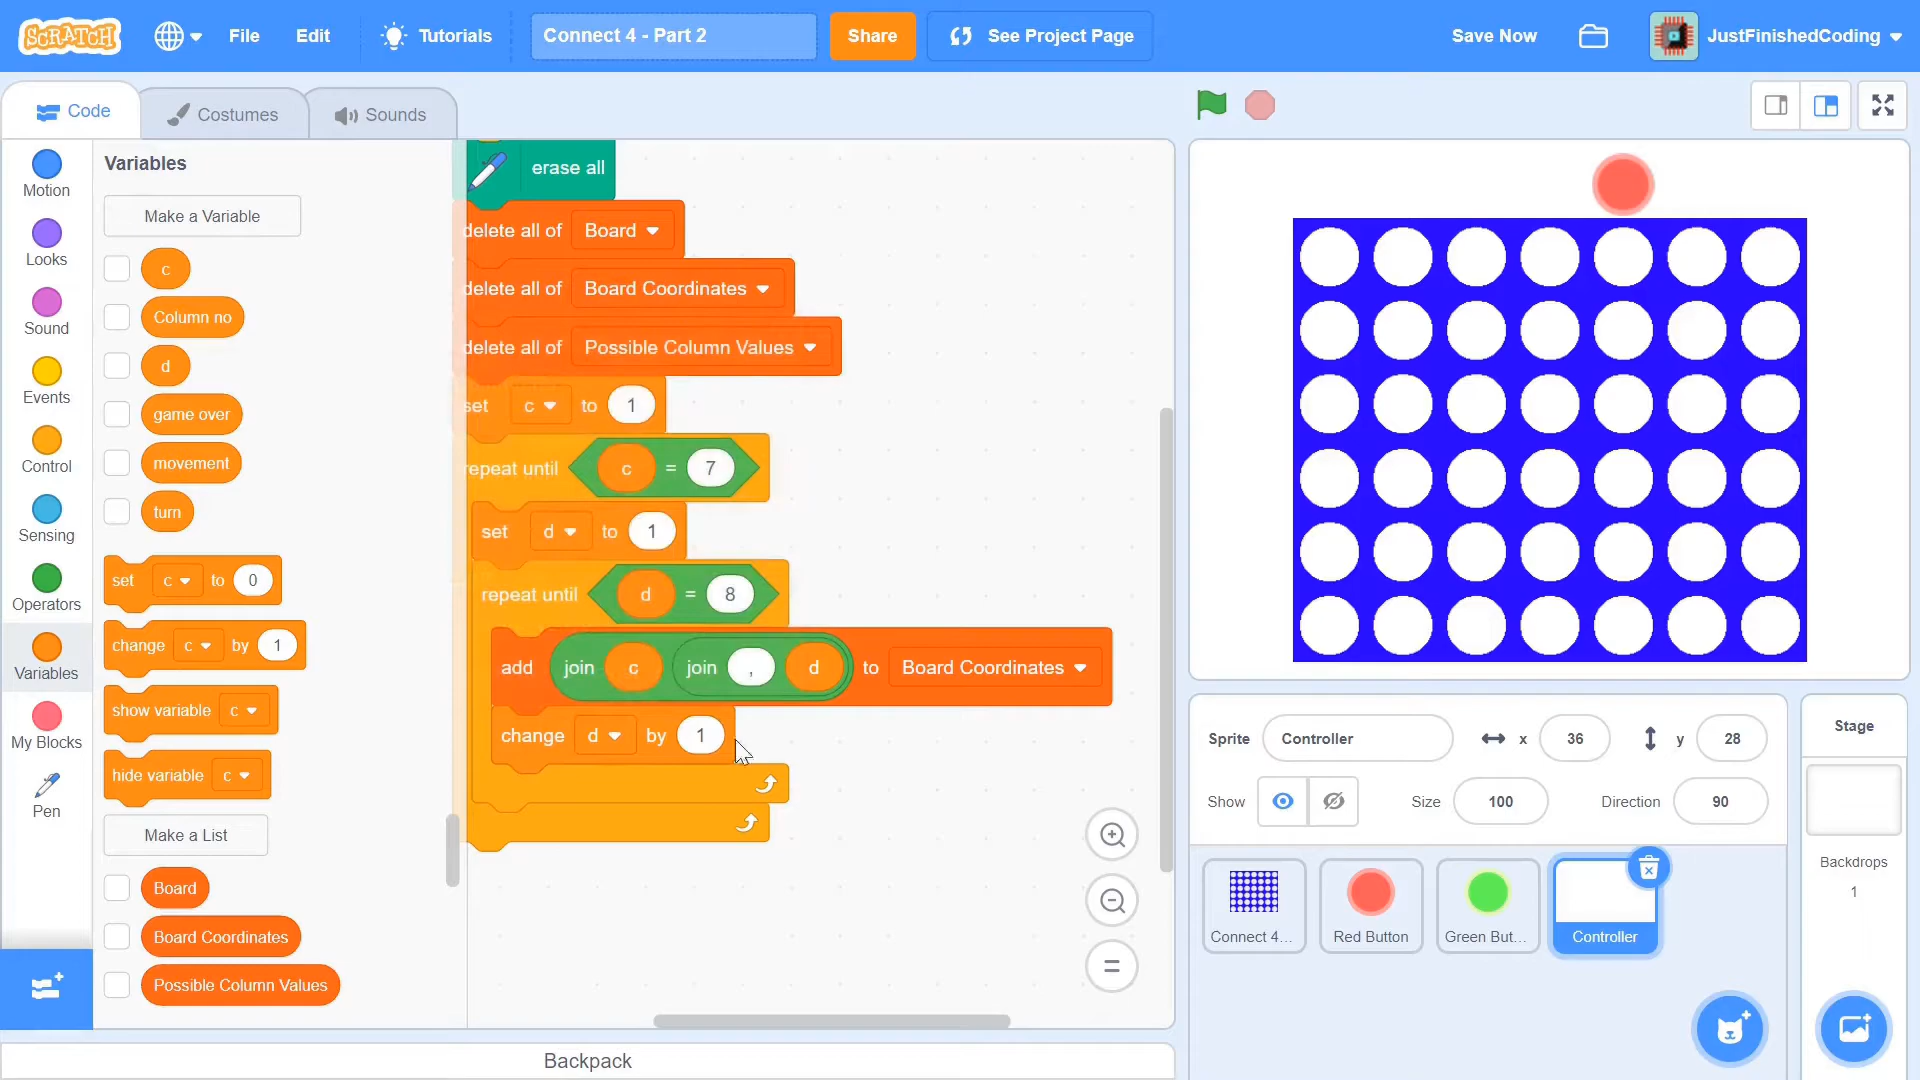 SCRATCH
File
Edit
Tutorials
Connect 4 - Part 2
Share
See Project Page
Save Now
JustFinishedCoding
Code
Costumes
Sounds
Motion
Looks
Sound
Events
Control
Sensing
Operators
Variables
My Blocks
Pen
Variables
Make a Variable
c
Column no
d
game over
movement
turn
set c to 0
change c by 1
show variable c
hide variable c
Make a List
Board
Board Coordinates
Possible Column Values
erase all
delete all of Board
delete all of Board Coordinates
delete all of Possible Column Values
set c to 1
repeat until c = 7
set d to 1
repeat until d = 8
add join c join , d to Board Coordinates
change d by 1
Backpack
Sprite Controller x 36 y 28
Show Size 100 Direction 90
Connect 4...
Red Button
Green But...
Controller
Stage
Backdrops
1